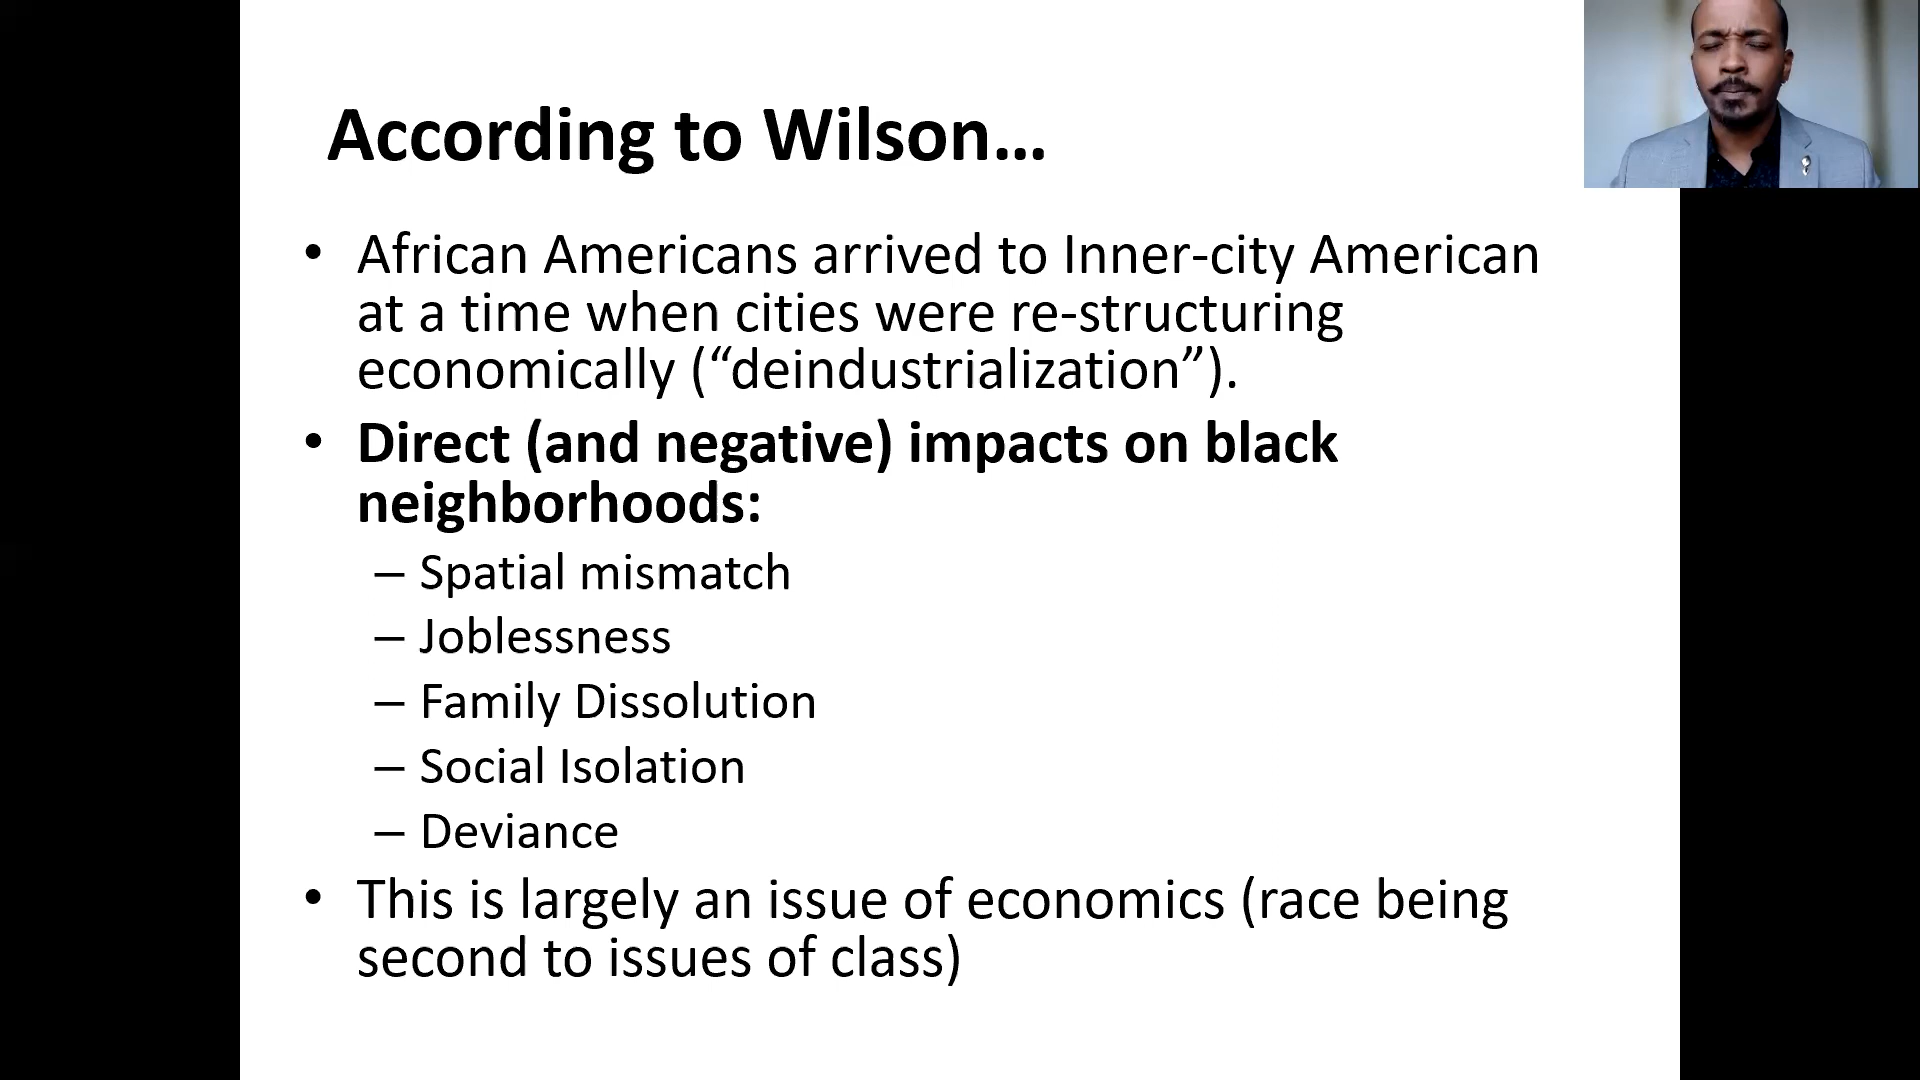 According to Wilson...
• African Americans arrived to Inner-city American
at a time when cities were re-structuring
economically (“deindustrialization”).
• Direct (and negative) impacts on black
neighborhoods:
– Spatial mismatch
– Joblessness
– Family Dissolution
– Social Isolation
– Deviance
• This is largely an issue of economics (race being
second to issues of class)